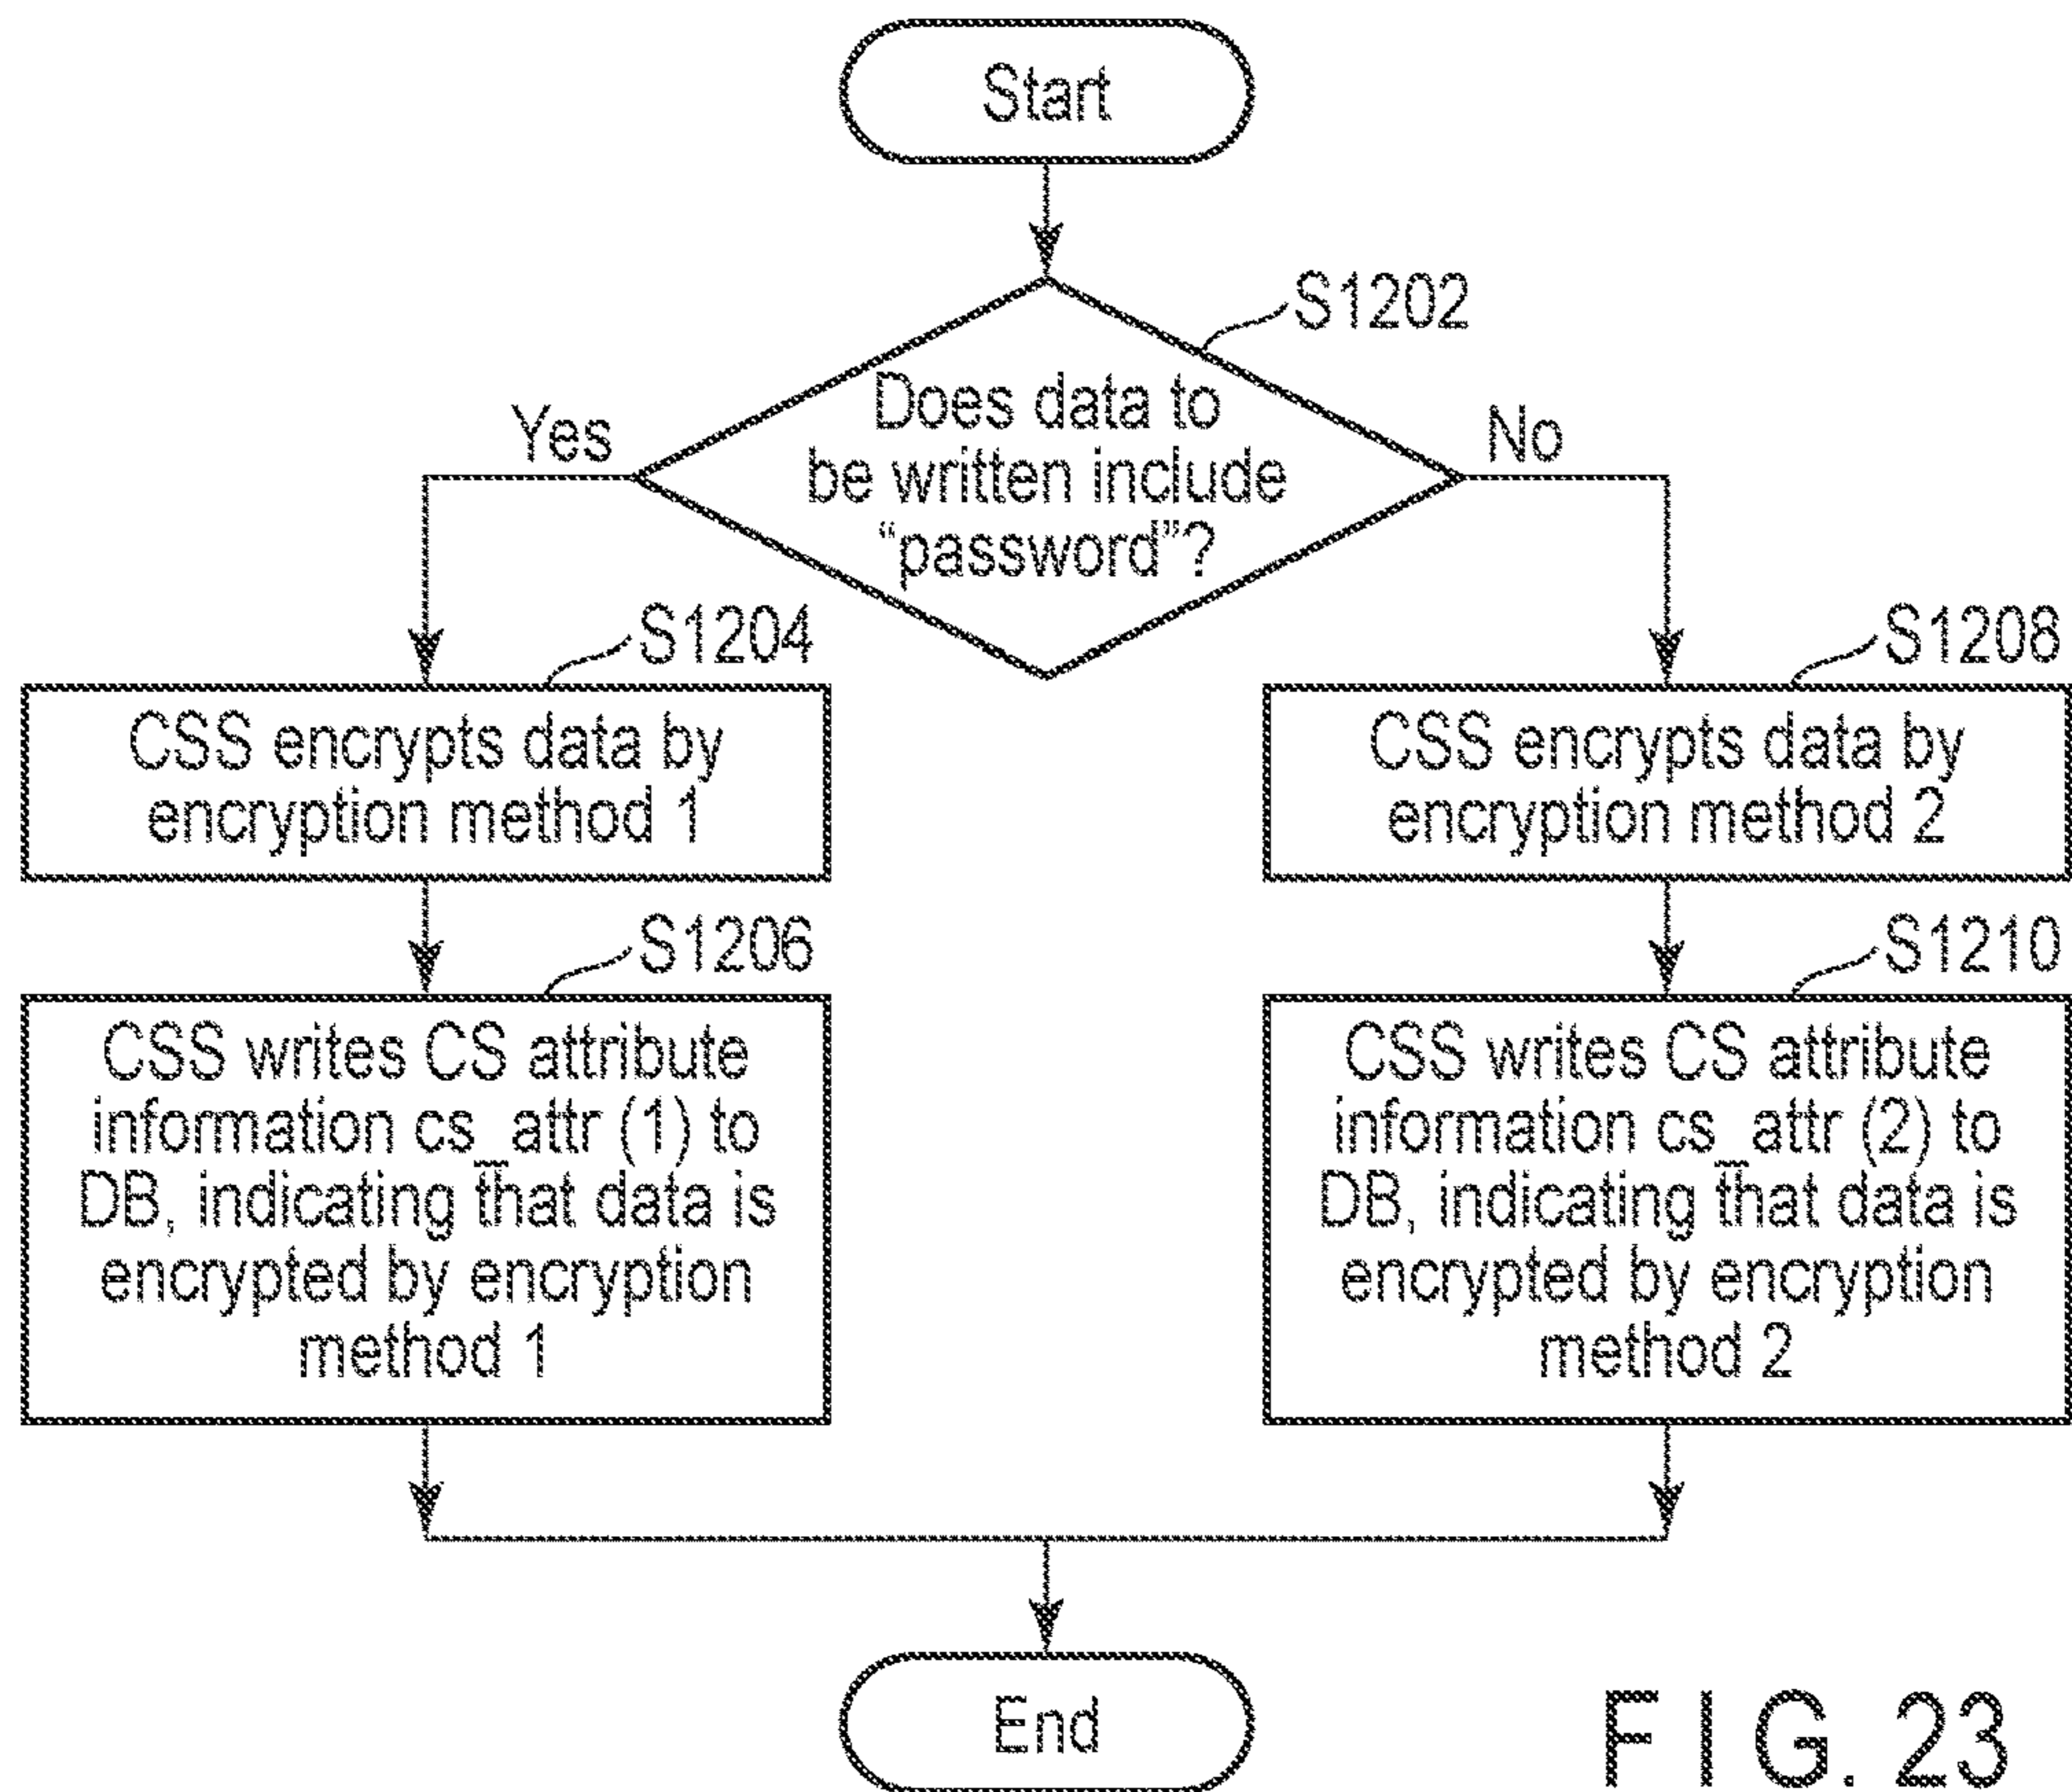 Start
S1202
Does data to
be written include
“password”?
Yes
No
S1204
CSS encrypts data by
encryption method 1
S1208
CSS encrypts data by
encryption method 2
S1206
CSS writes CS attribute
information cs_attr (1) to
DB, indicating that data is
encrypted by encryption
method 1
S1210
CSS writes CS attribute
information cs_attr (2) to
DB, indicating that data is
encrypted by encryption
method 2
End
FIG. 23